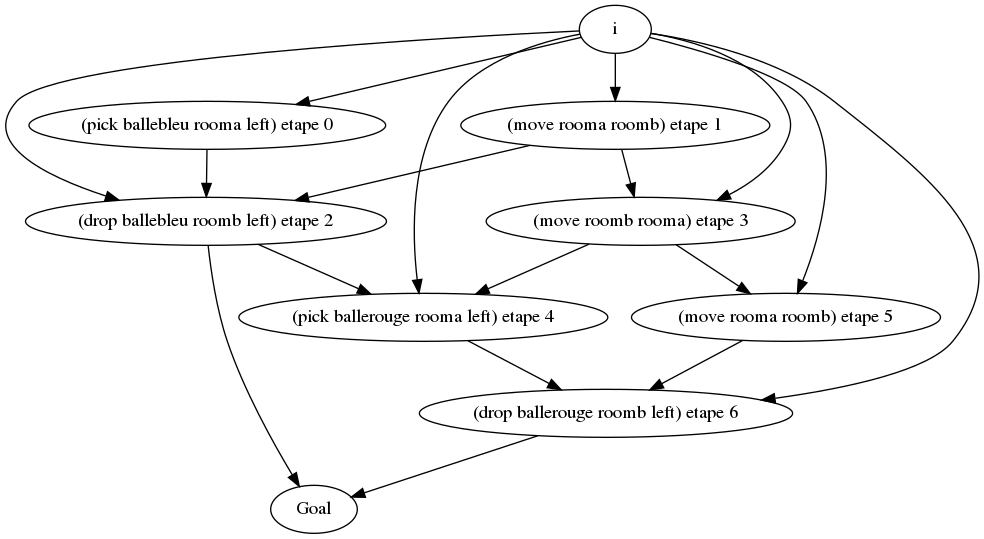 i
(pick ballebleu rooma left) etape 0
(move rooma roomb) etape 1
(drop ballebleu roomb left) etape 2
(move roomb rooma) etape 3
(pick ballerouge rooma left) etape 4
(move rooma roomb) etape 5
(drop ballerouge roomb left) etape 6
Goal